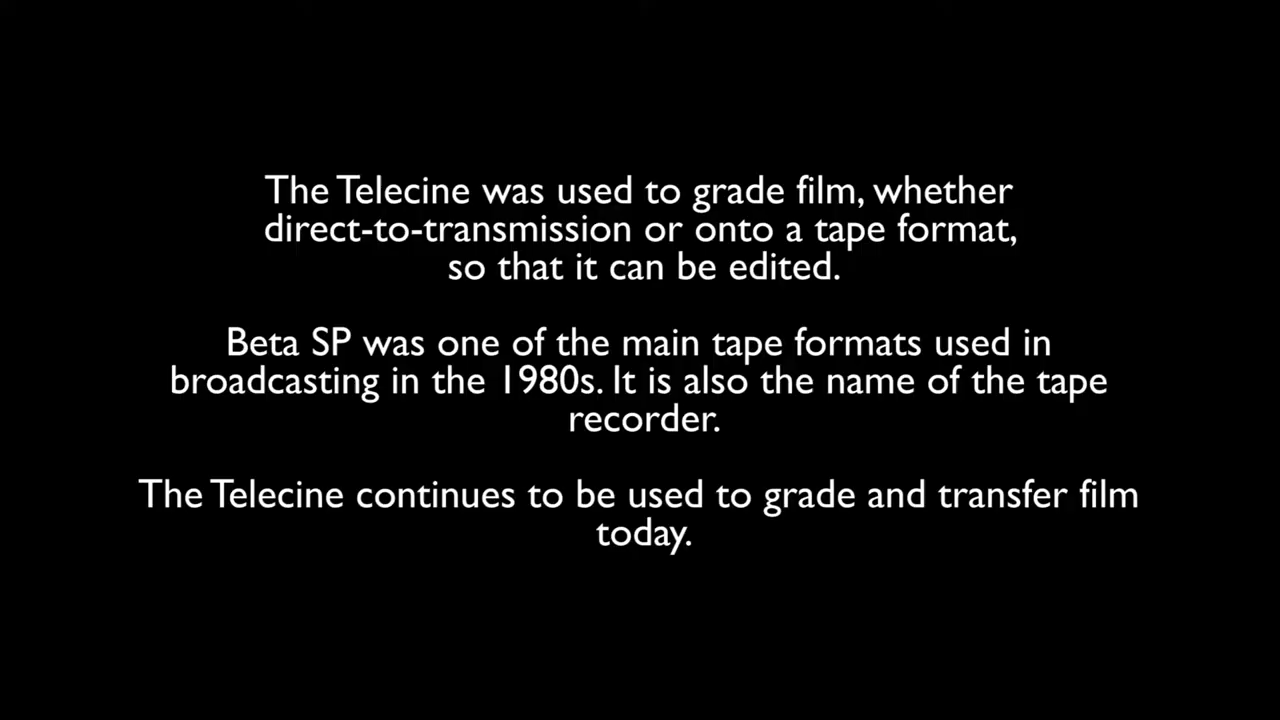 The Telecine was used to grade film, whether
direct-to-transmission or onto a tape format,
so that it can be edited.
Beta SP was one of the main tape formats used in
broadcasting in the 1980s. It is also the name of the tape
recorder.
The Telecine continues to be used to grade and transfer film
today.